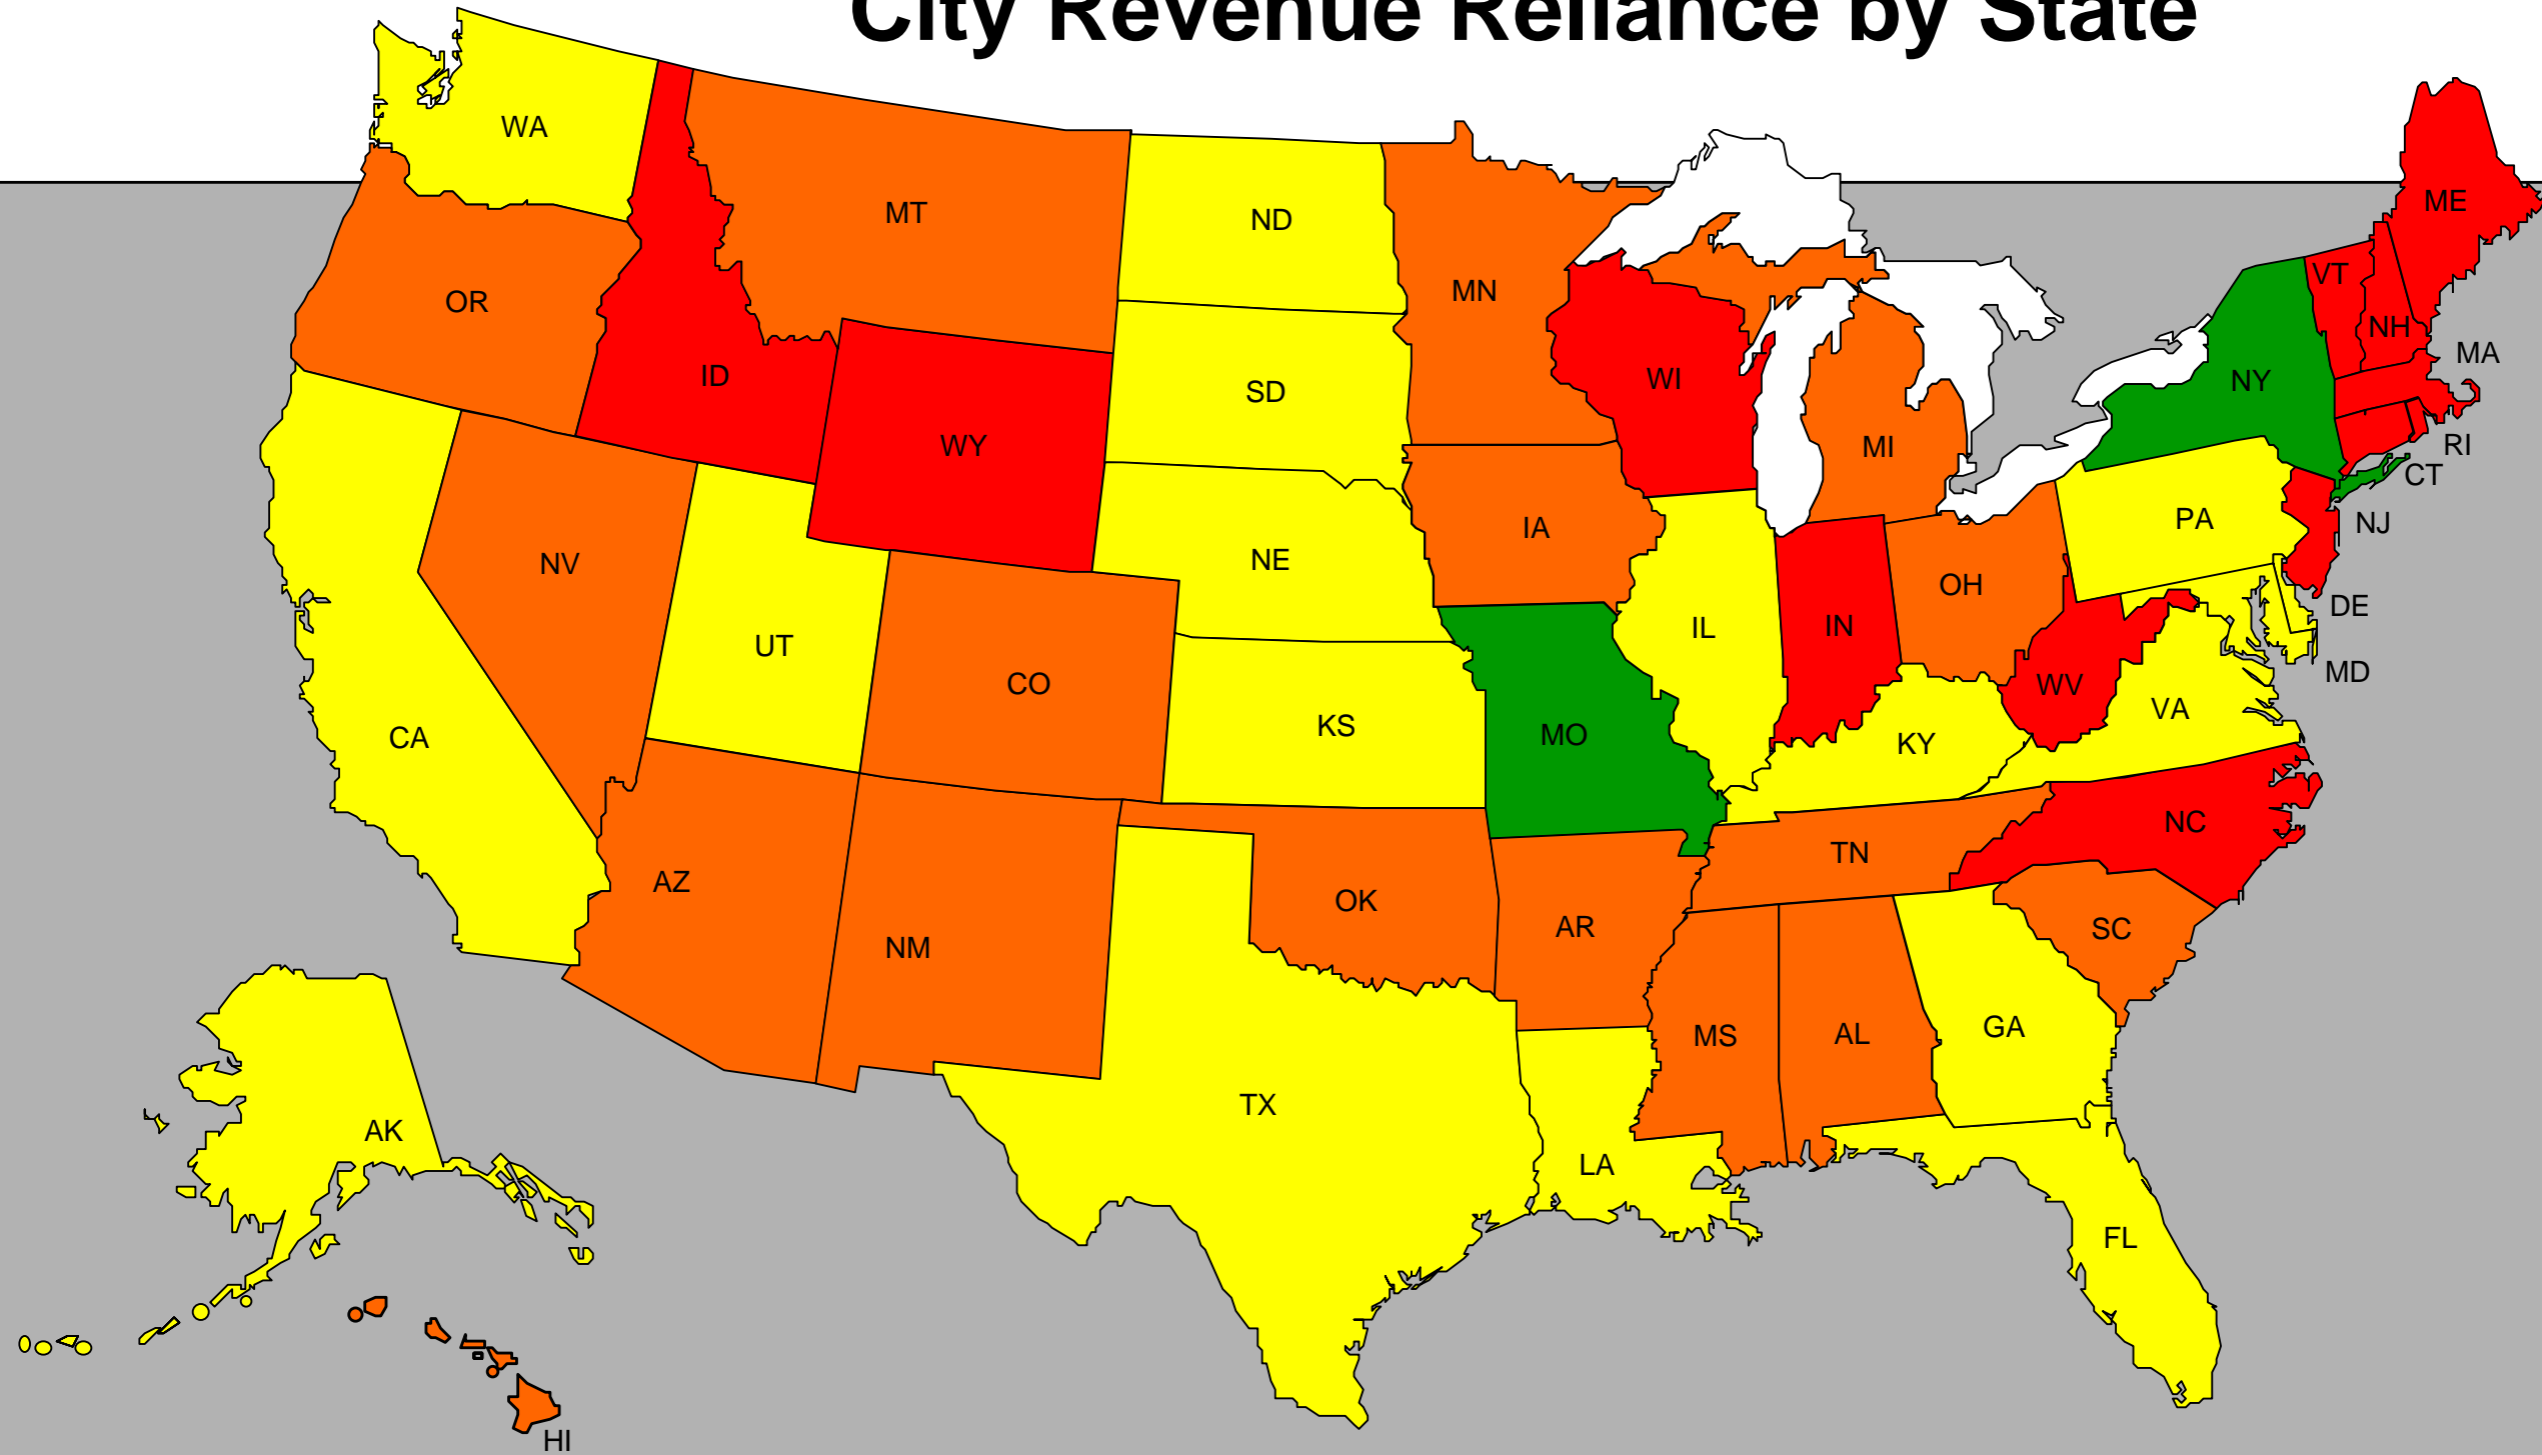 City Revenue Reliance by State
WA
MT
ND
ME
OR
MN
VT
NH
MA
ID
WI
NY
SD
WY
MI
RI
CT
NV
NE
IA
PA
NJ
OH
DE
UT
IL
IN
CO
WV
MD
CA
KS
MO
KY
VA
NC
AZ
TN
OK
AR
SC
NM
MS
AL
GA
TX
AK
LA
FL
HI